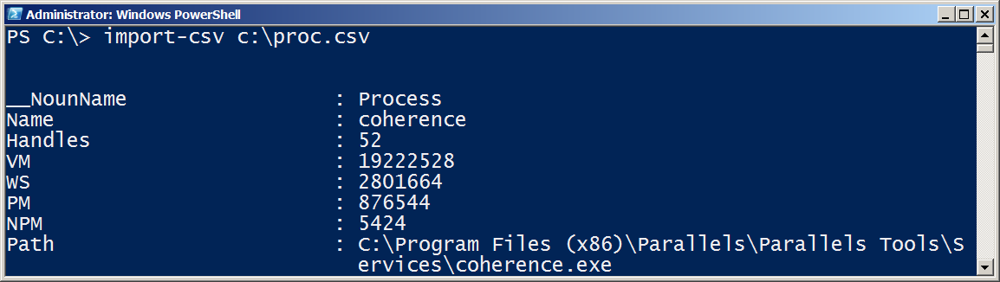 Administrator: Windows PowerShell
PS C:\> import-csv c:\proc.csv
__NounName : Process
Name : coherence
Handles : 52
VM : 19222528
WS : 2801664
PM : 876544
NPM : 5424
Path : C:\Program Files (x86)\Parallels\Parallels Tools\S
ervices\coherence.exe